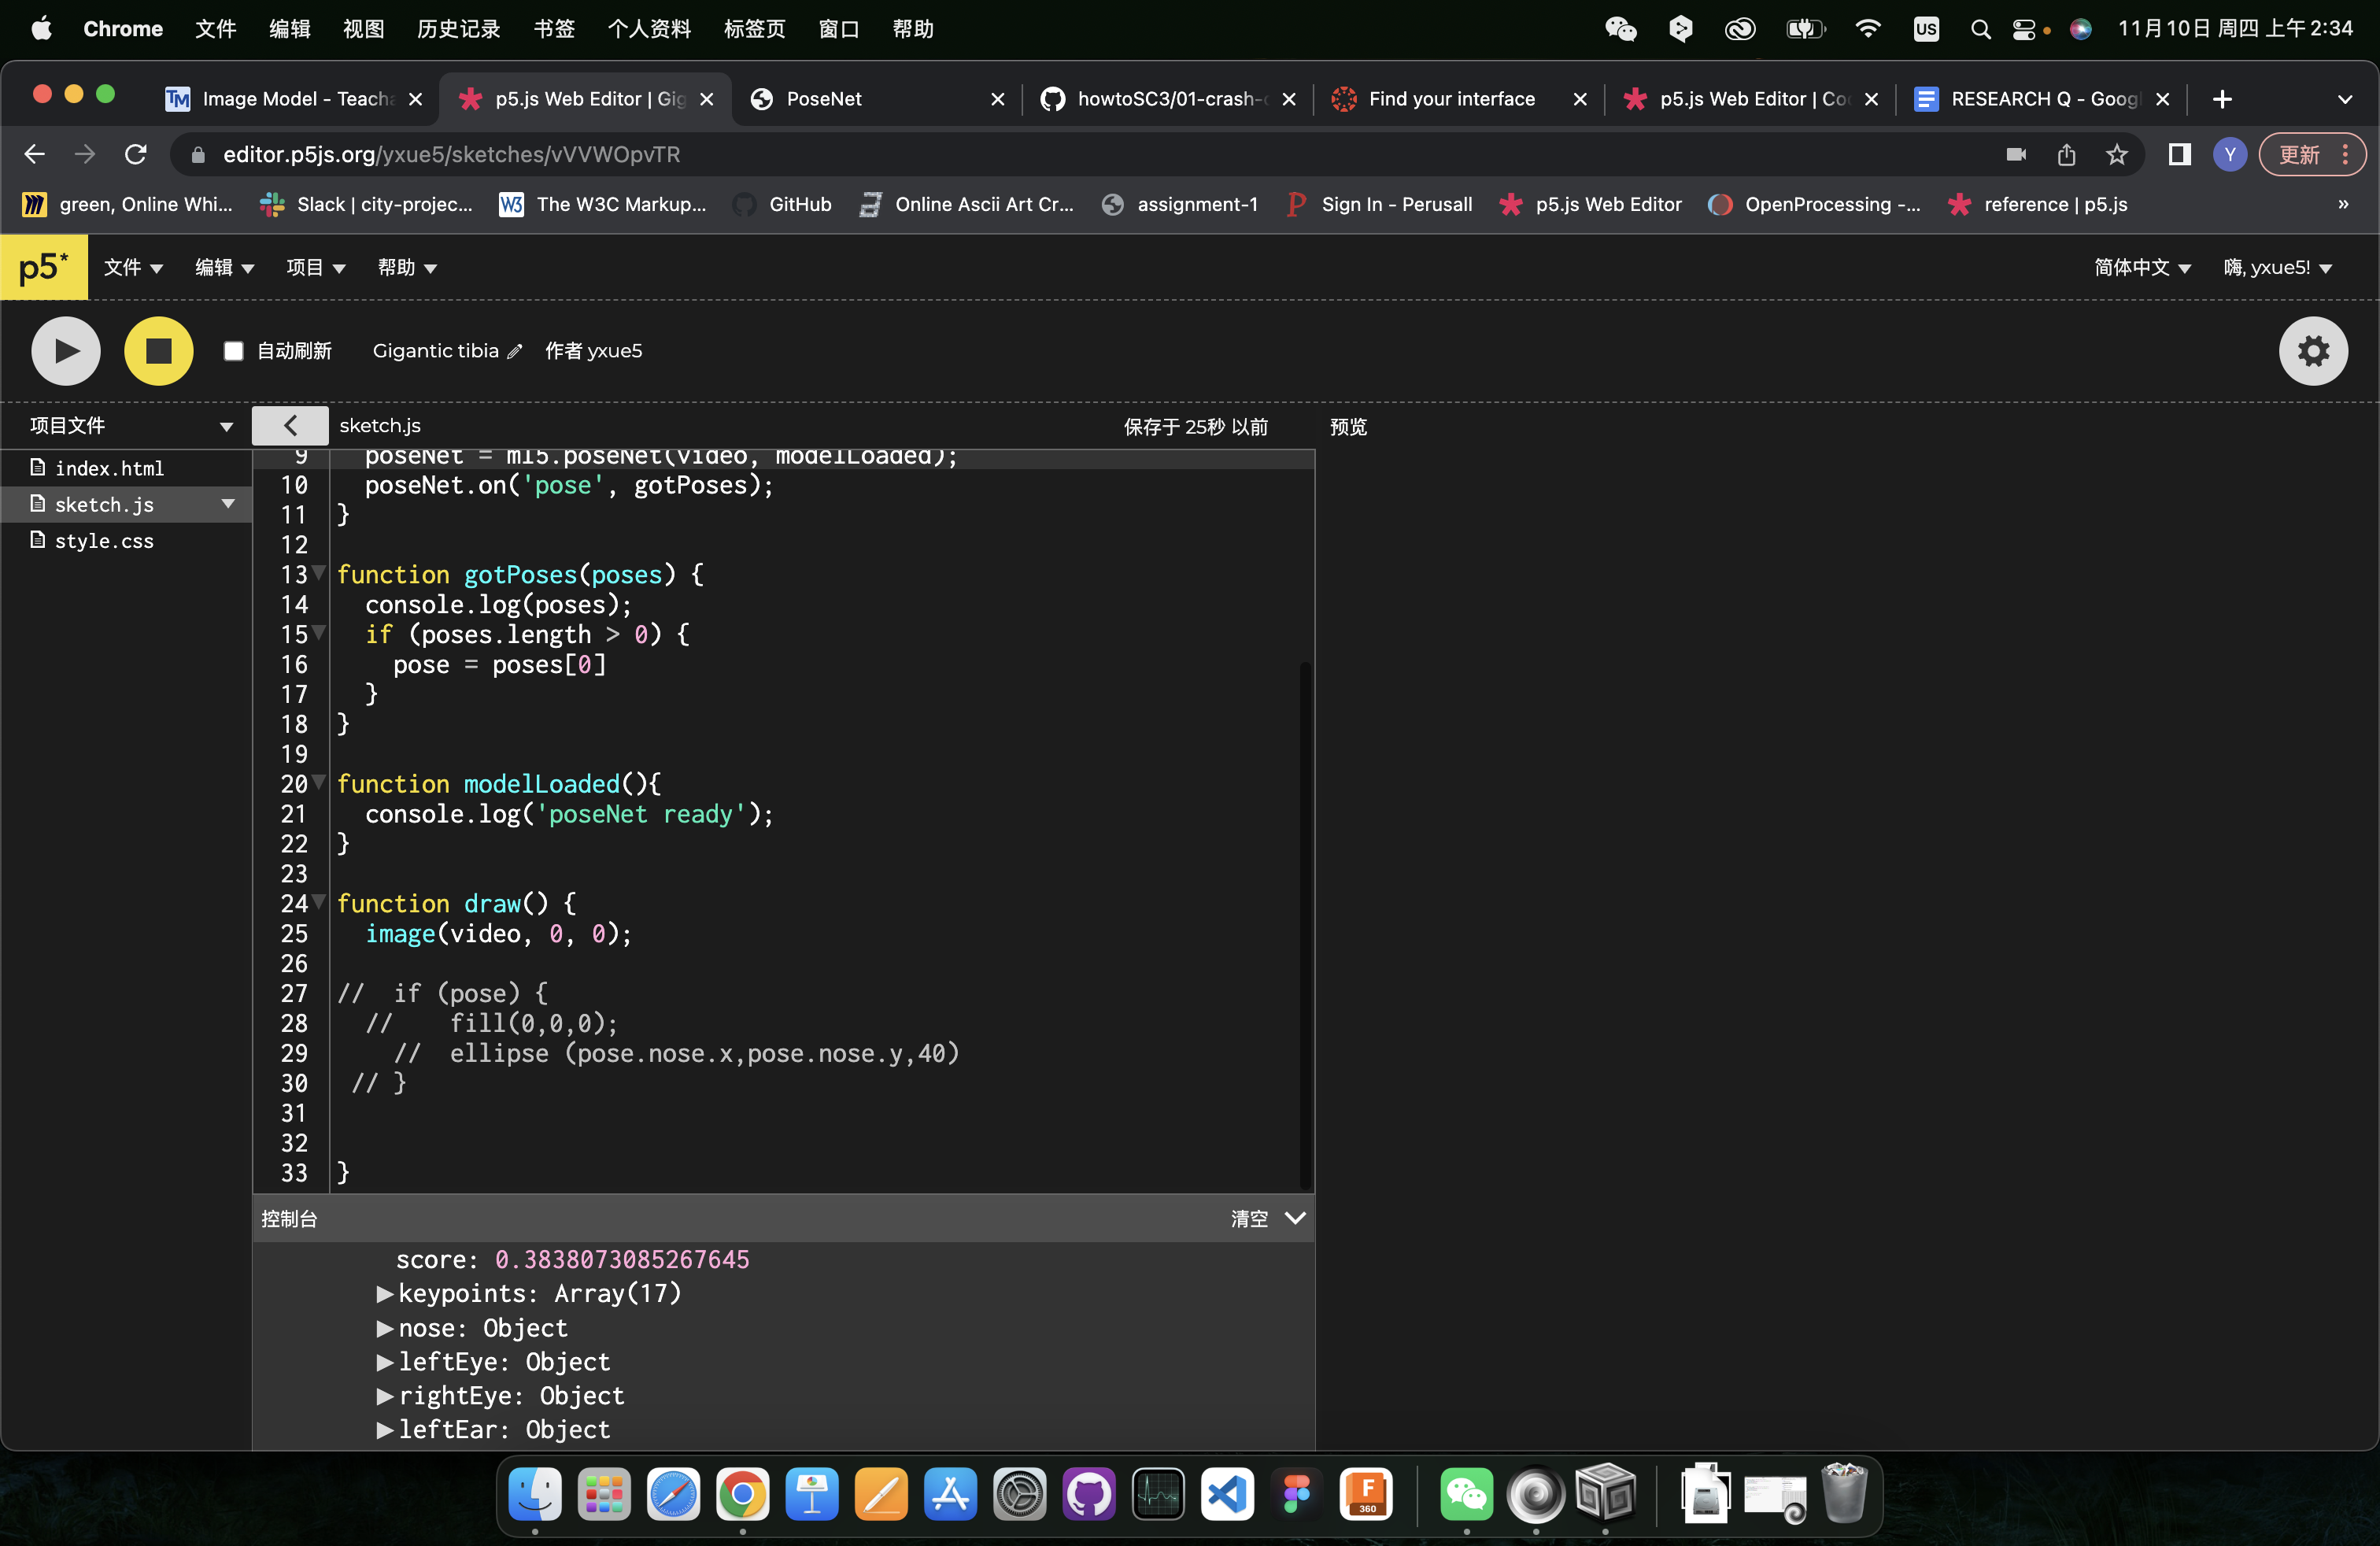 Chrome 文件 编辑 视图 历史记录 书签 个人资料 标签页 窗口 帮助 US 11月10日 周四 上午2:34
TM Image Model - Teacha p5.js Web Editor | Gig PoseNet howtoSC3/01-crash-c Find your interface p5.js Web Editor | Coc RESEARCH Q - Googl
editor.p5js.org/yxue5/sketches/vVVWOpvTR Y 更新
green, Online Whi... Slack | city-projec... W3 The W3C Markup... GitHub Online Ascii Art Cr... assignment-1 Sign In - Perusall p5.js Web Editor OpenProcessing -... reference | p5.js »
p5* 文件 编辑 项目 帮助 简体中文 嗨, yxue5!
自动刷新 Gigantic tibia 作者 yxue5
项目文件 sketch.js 保存于 25秒 以前 预览
index.html
sketch.js
style.css
9 poseNet = ml5.poseNet(video, modelLoaded);
10 poseNet.on('pose', gotPoses);
11 }
12
13 function gotPoses(poses) {
14 console.log(poses);
15 if (poses.length > 0) {
16 pose = poses[0]
17 }
18 }
19
20 function modelLoaded(){
21 console.log('poseNet ready');
22 }
23
24 function draw() {
25 image(video, 0, 0);
26
27 //  if (pose) {
28 //    fill(0,0,0);
29 //  ellipse (pose.nose.x,pose.nose.y,40)
30 // }
31
32
33 }
控制台 清空
score: 0.3838073085267645
▶keypoints: Array(17)
▶nose: Object
▶leftEye: Object
▶rightEye: Object
▶leftEar: Object
F
360